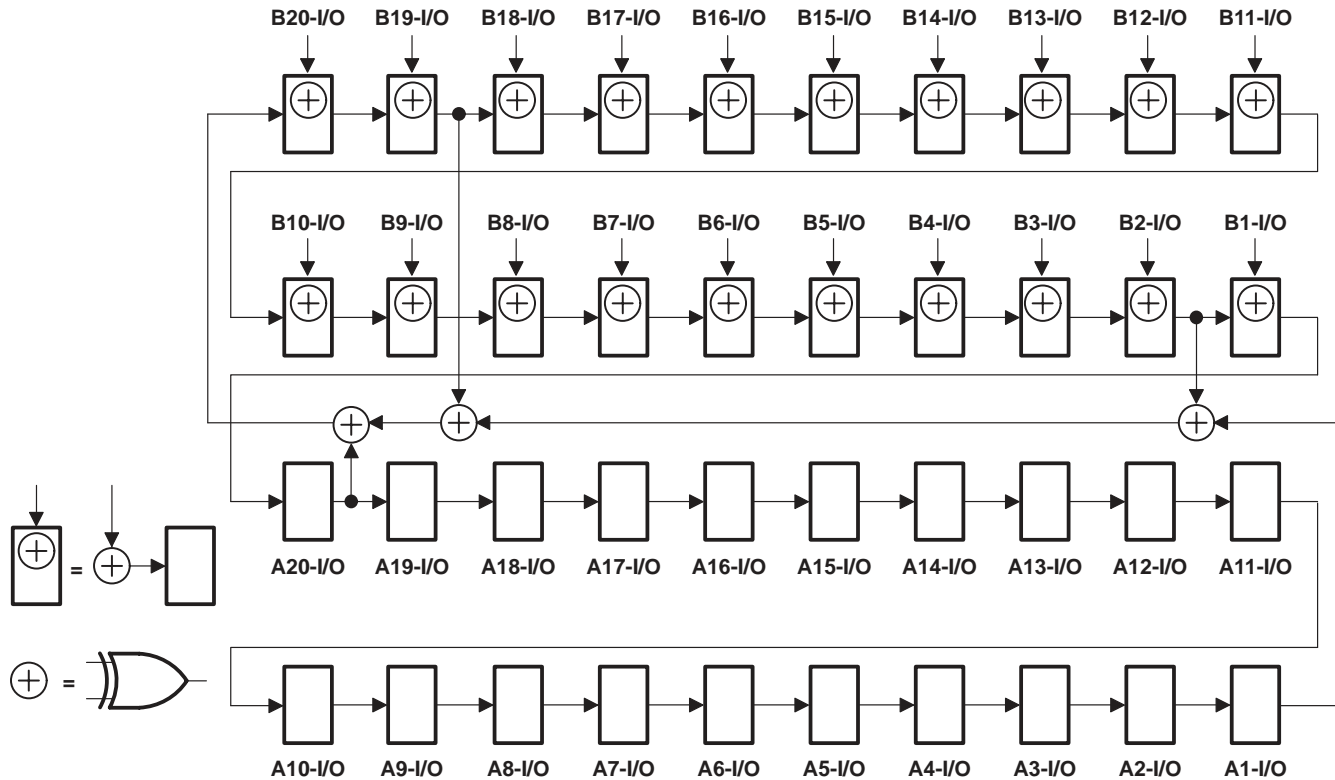 B20-I/O B19-I/O B18-I/O B17-I/O B16-I/O B15-I/O B14-I/O B13-I/O B12-I/O B11-I/O
B10-I/O B9-I/O B8-I/O B7-I/O B6-I/O B5-I/O B4-I/O B3-I/O B2-I/O B1-I/O
A20-I/O A19-I/O A18-I/O A17-I/O A16-I/O A15-I/O A14-I/O A13-I/O A12-I/O A11-I/O
=
=
A10-I/O A9-I/O A8-I/O A7-I/O A6-I/O A5-I/O A4-I/O A3-I/O A2-I/O A1-I/O